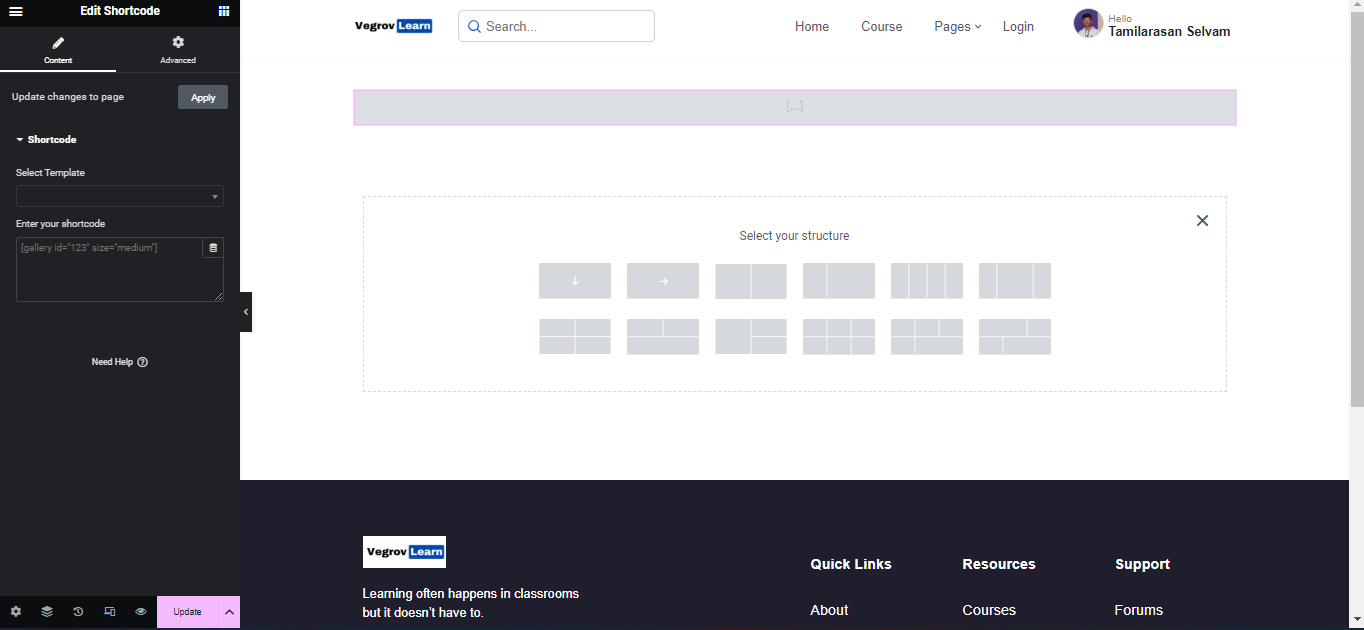 Edit Shortcode
Content
Advanced
Update changes to page
Apply
Shortcode
Select Template
Enter your shortcode
[gallery id="123" size="medium"]
Need Help
Update
Vegrov Learn
Search...
Home
Course
Pages
Login
Hello
Tamilarasan Selvam
[...]
Select your structure
Vegrov Learn
Learning often happens in classrooms
but it doesn't have to.
Quick Links
About
Resources
Courses
Support
Forums